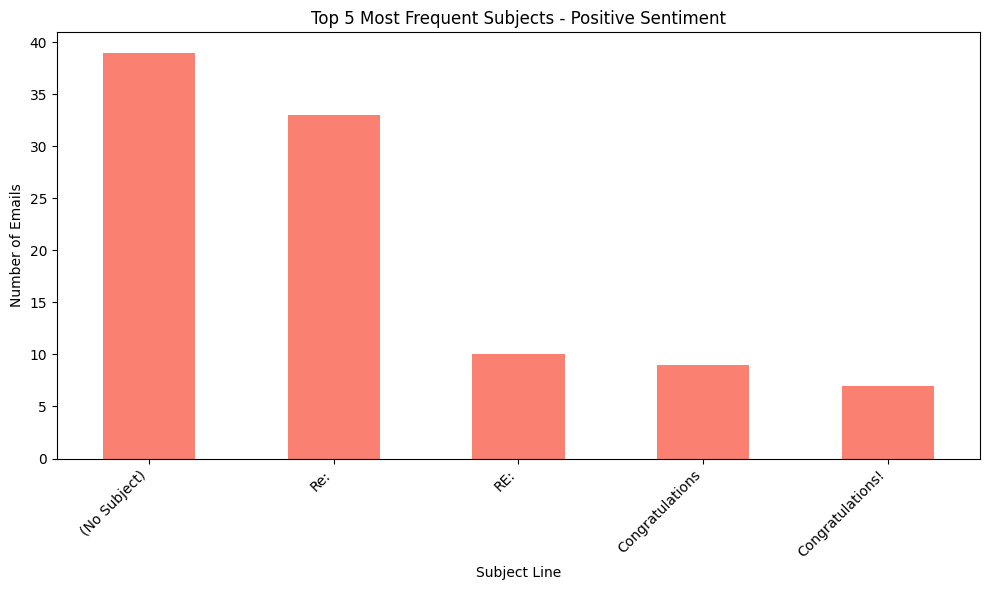 Top 5 Most Frequent Subjects - Positive Sentiment
Number of Emails
40
35
30
25
20
15
10
5
0
(No Subject)
Re:
RE:
Congratulations
Congratulations!
Subject Line